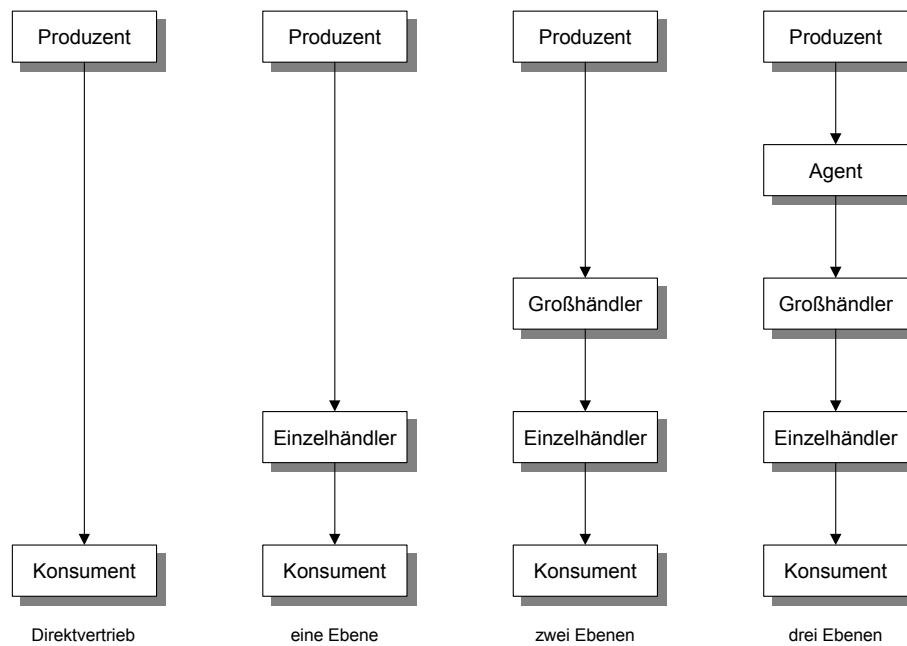 Produzent
Produzent
Produzent
Produzent
Agent
Großhändler
Großhändler
Einzelhändler
Einzelhändler
Einzelhändler
Konsument
Konsument
Konsument
Konsument
Direktvertrieb
eine Ebene
zwei Ebenen
drei Ebenen